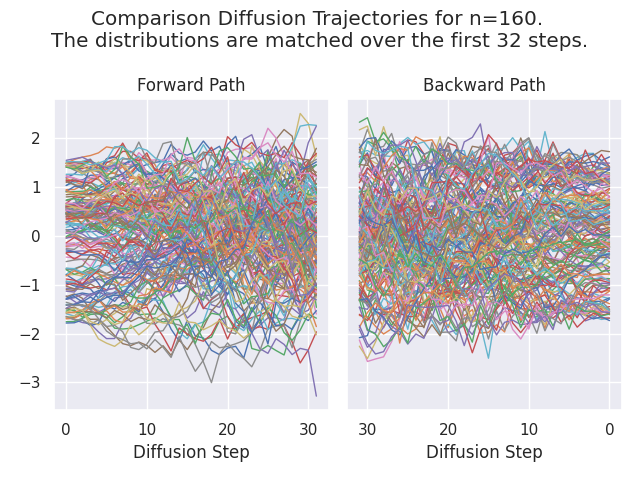 Comparison Diffusion Trajectories for n=160.
The distributions are matched over the first 32 steps.
Forward Path
Backward Path
2
1
0
−1
−2
−3
0 10 20 30
30 20 10 0
Diffusion Step
Diffusion Step